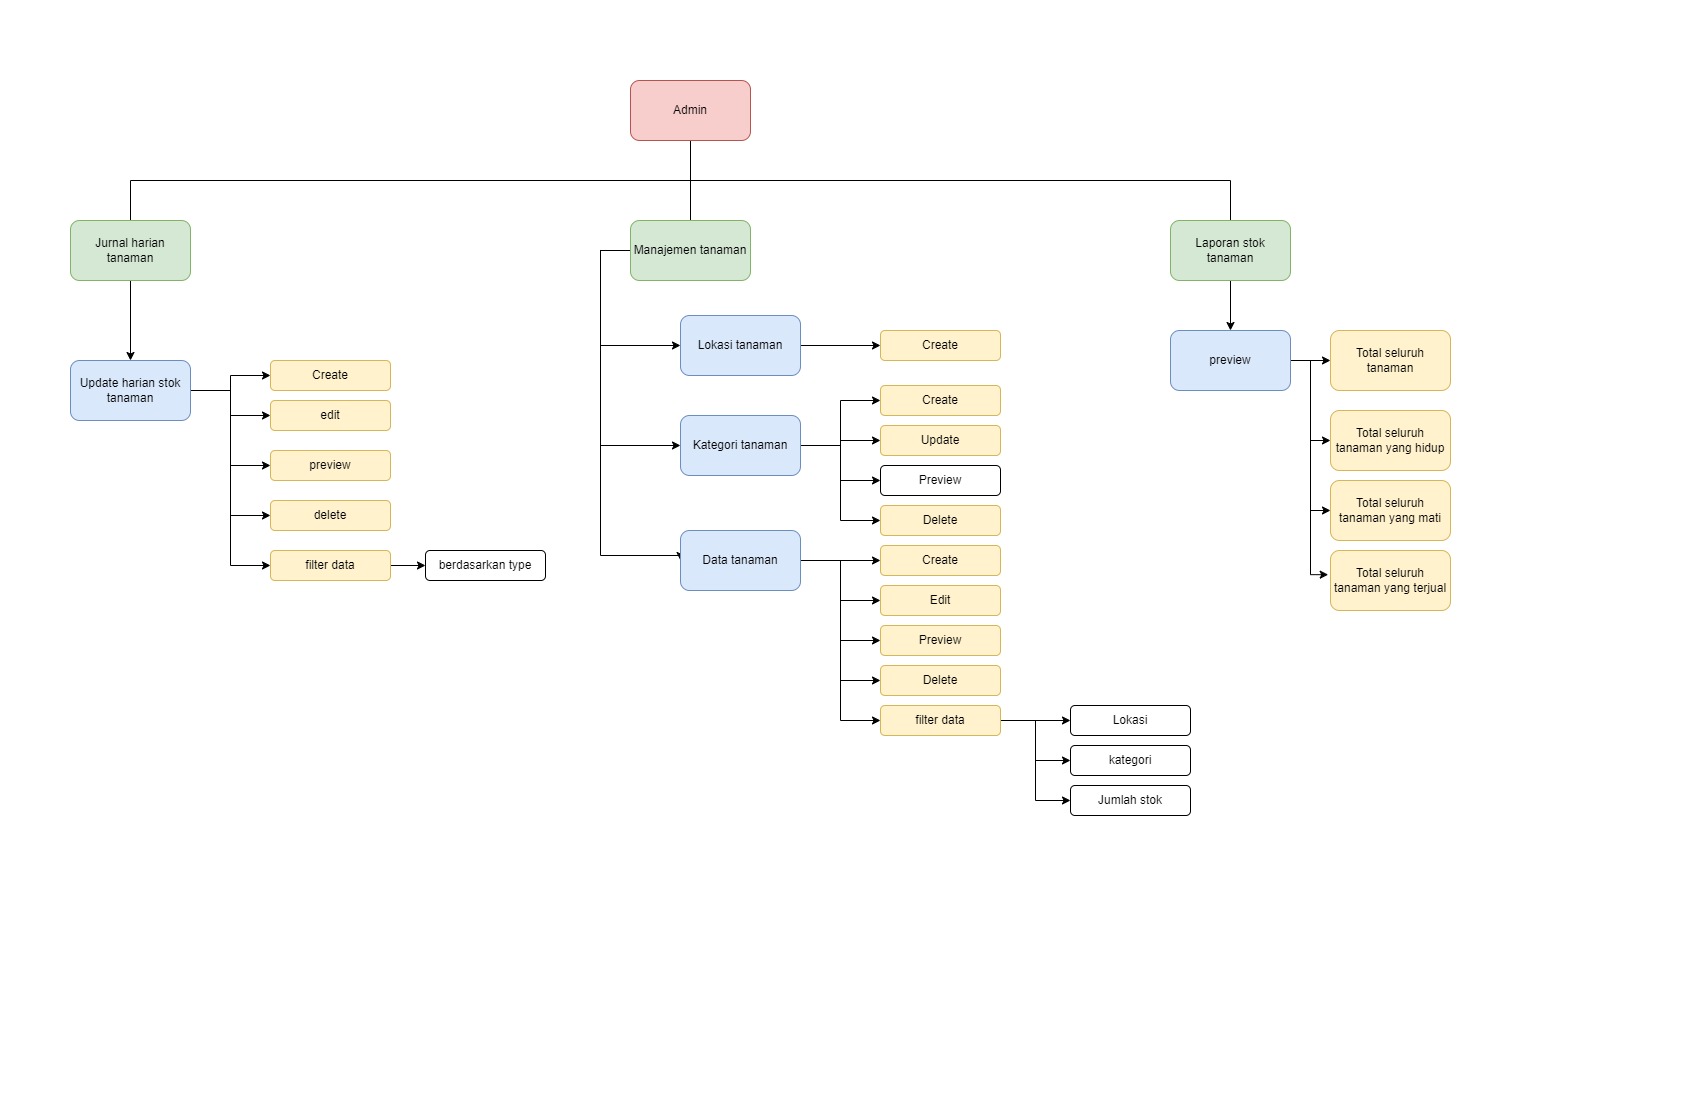 Admin
Jurnal harian
tanaman
Manajemen tanaman
Laporan stok
tanaman
Update harian stok
tanaman
Create
edit
preview
delete
filter data
berdasarkan type
Lokasi tanaman
Create
Kategori tanaman
Create
Update
Preview
Delete
Data tanaman
Create
Edit
Preview
Delete
filter data
Lokasi
kategori
Jumlah stok
preview
Total seluruh
tanaman
Total seluruh
tanaman yang hidup
Total seluruh
tanaman yang mati
Total seluruh
tanaman yang terjual